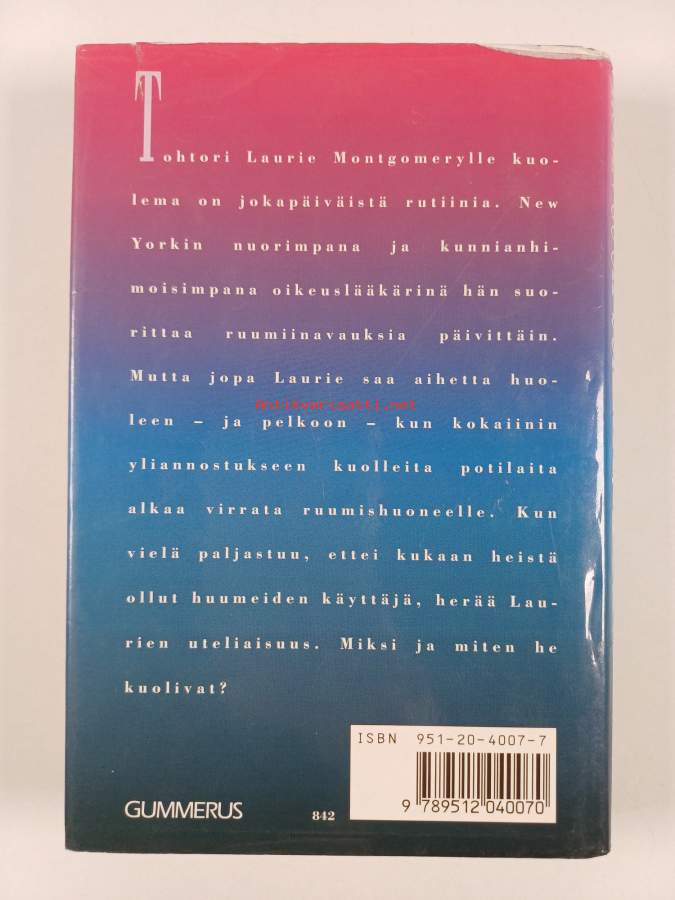 Tohtori Laurie Montgomerylle kuo-
lema on jokapäiväistä rutiinia. New
Yorkin nuorimpana ja kunnianhi-
moisimpana oikeuslääkärinä hän suo-
rittaa ruumiinavauksia päivittäin.
Mutta jopa Laurie saa aihetta huo-
Antikvariaatti.net
leen – ja pelkoon – kun kokaiinin
yliannostukseen kuolleita potilaita
alkaa virrata ruumishuoneelle. Kun
vielä paljastuu, ettei kukaan heistä
ollut huumeiden käyttäjä, herää Lau-
rien uteliaisuus. Miksi ja miten he
kuolivat?
ISBN 951-20-4007-7
9 789512 040070
GUMMERUS
842